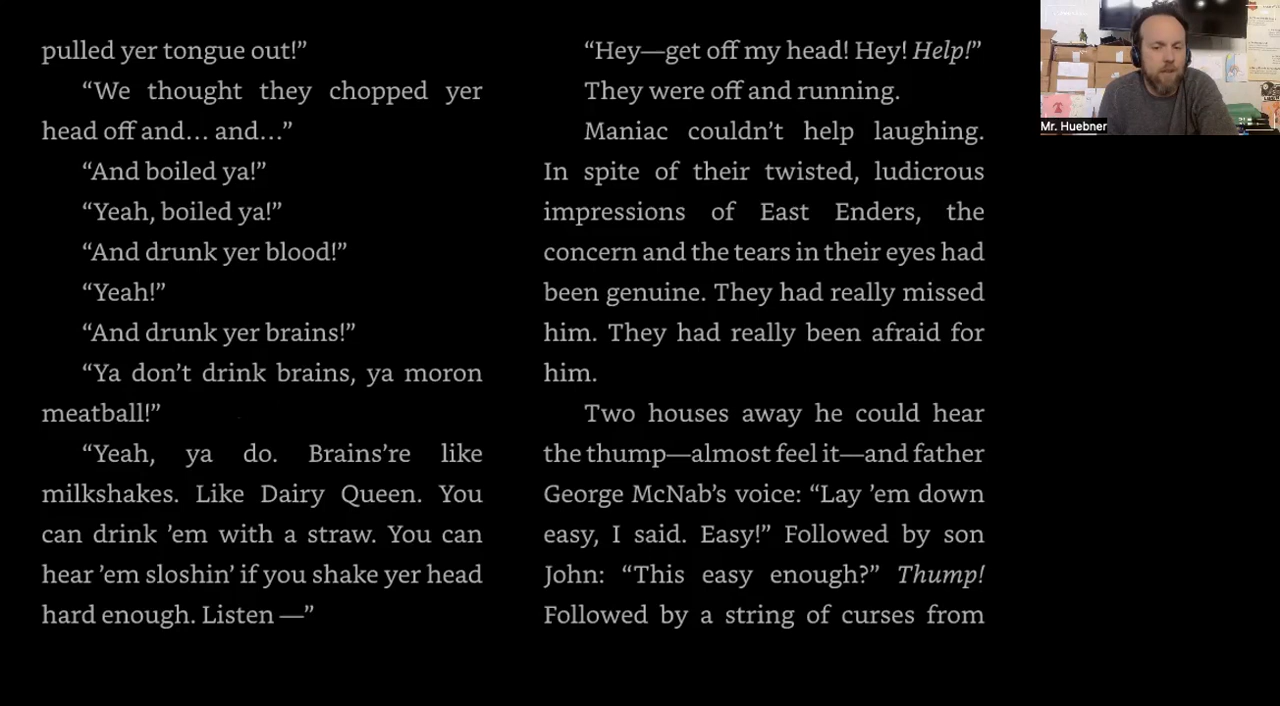 pulled yer tongue out!”
“We thought they chopped yer
head off and… and…”
“And boiled ya!”
“Yeah, boiled ya!”
“And drunk yer blood!”
“Yeah!”
“And drunk yer brains!”
“Ya don’t drink brains, ya moron
meatball!”
“Yeah, ya do. Brains’re like
milkshakes. Like Dairy Queen. You
can drink ’em with a straw. You can
hear ’em sloshin’ if you shake yer head
hard enough. Listen —”
“Hey—get off my head! Hey! Help!”
They were off and running.
Maniac couldn’t help laughing.
In spite of their twisted, ludicrous
impressions of East Enders, the
concern and the tears in their eyes had
been genuine. They had really missed
him. They had really been afraid for
him.
Two houses away he could hear
the thump—almost feel it—and father
George McNab’s voice: “Lay ’em down
easy, I said. Easy!” Followed by son
John: “This easy enough?” Thump!
Followed by a string of curses from
Mr. Huebner